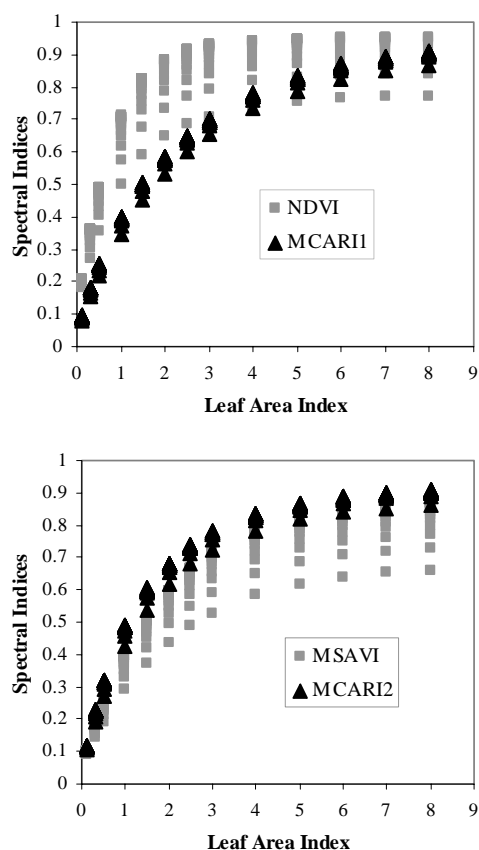 1
0.9
0.8
0.7
0.6
0.5
0.4
0.3
0.2
0.1
0
Spectral Indices
NDVI
MCARI1
0 1 2 3 4 5 6 7 8 9
Leaf Area Index
1
0.9
0.8
0.7
0.6
0.5
0.4
0.3
0.2
0.1
0
Spectral Indices
MSAVI
MCARI2
0 1 2 3 4 5 6 7 8 9
Leaf Area Index